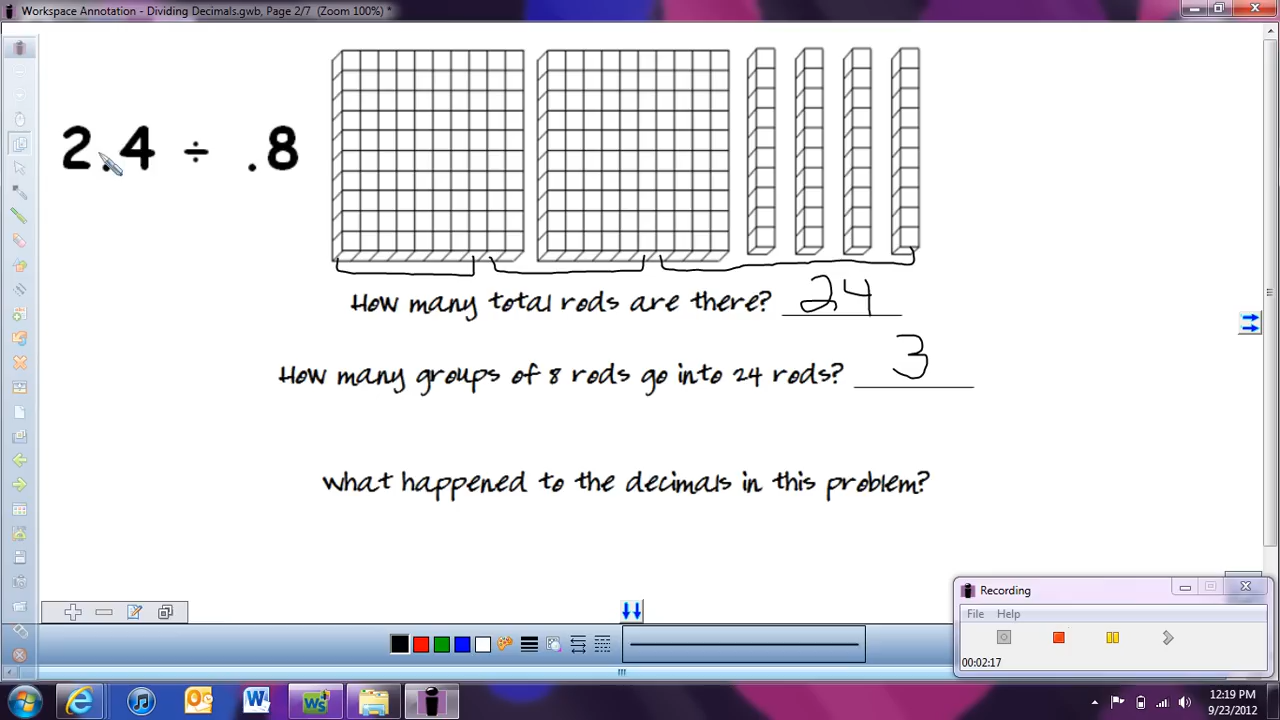 Workspace Annotation - Dividing Decimals.gwb, Page 2/7 (Zoom 100%) *
2.4 ÷ .8
How many total rods are there? 24
How many groups of 8 rods go into 24 rods? 3
What happened to the decimals in this problem?
Recording
File Help
00:02:17
12:19 PM
9/23/2012